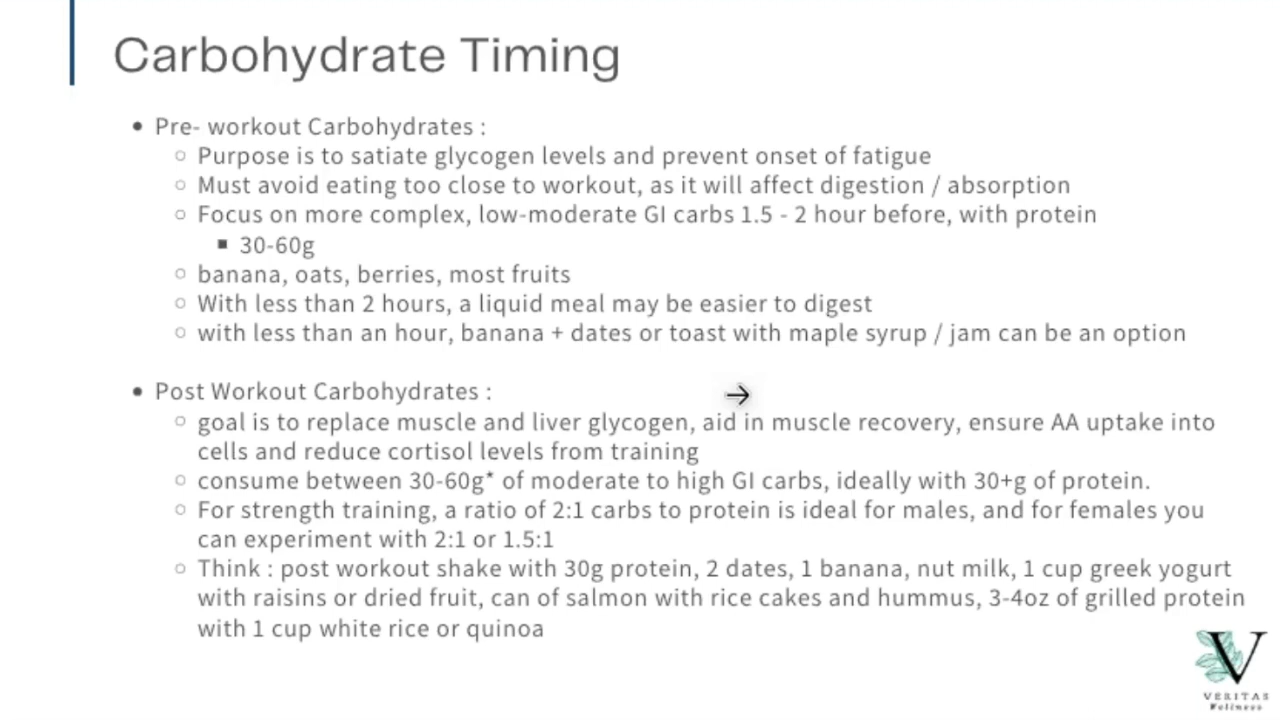 Carbohydrate Timing
• Pre- workout Carbohydrates :
○ Purpose is to satiate glycogen levels and prevent onset of fatigue
○ Must avoid eating too close to workout, as it will affect digestion / absorption
○ Focus on more complex, low-moderate GI carbs 1.5 - 2 hour before, with protein
▪ 30-60g
○ banana, oats, berries, most fruits
○ With less than 2 hours, a liquid meal may be easier to digest
○ with less than an hour, banana + dates or toast with maple syrup / jam can be an option
• Post Workout Carbohydrates :
○ goal is to replace muscle and liver glycogen, aid in muscle recovery, ensure AA uptake into
cells and reduce cortisol levels from training
○ consume between 30-60g* of moderate to high GI carbs, ideally with 30+g of protein.
○ For strength training, a ratio of 2:1 carbs to protein is ideal for males, and for females you
can experiment with 2:1 or 1.5:1
○ Think : post workout shake with 30g protein, 2 dates, 1 banana, nut milk, 1 cup greek yogurt
with raisins or dried fruit, can of salmon with rice cakes and hummus, 3-4oz of grilled protein
with 1 cup white rice or quinoa
V
VERITAS
Wellness